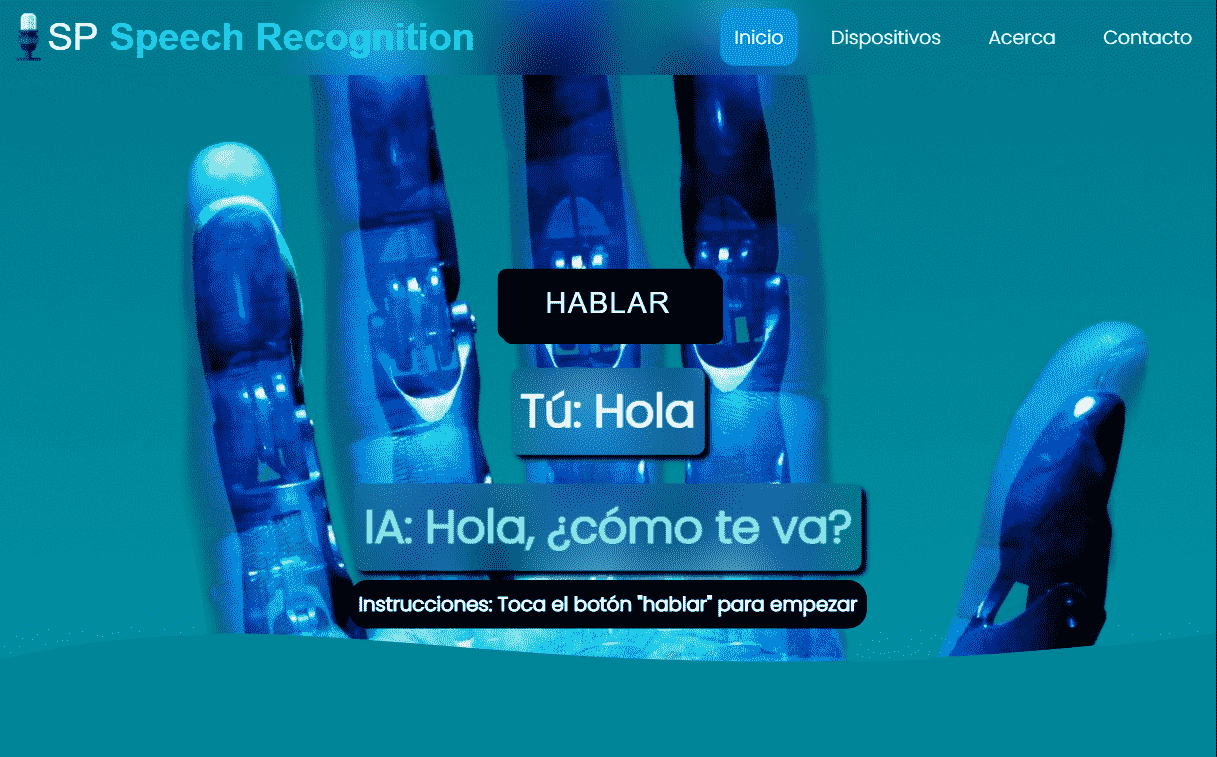 SP Speech Recognition
Inicio Dispositivos Acerca Contacto
HABLAR
Tú: Hola
IA: Hola, ¿cómo te va?
Instrucciones: Toca el botón "hablar" para empezar